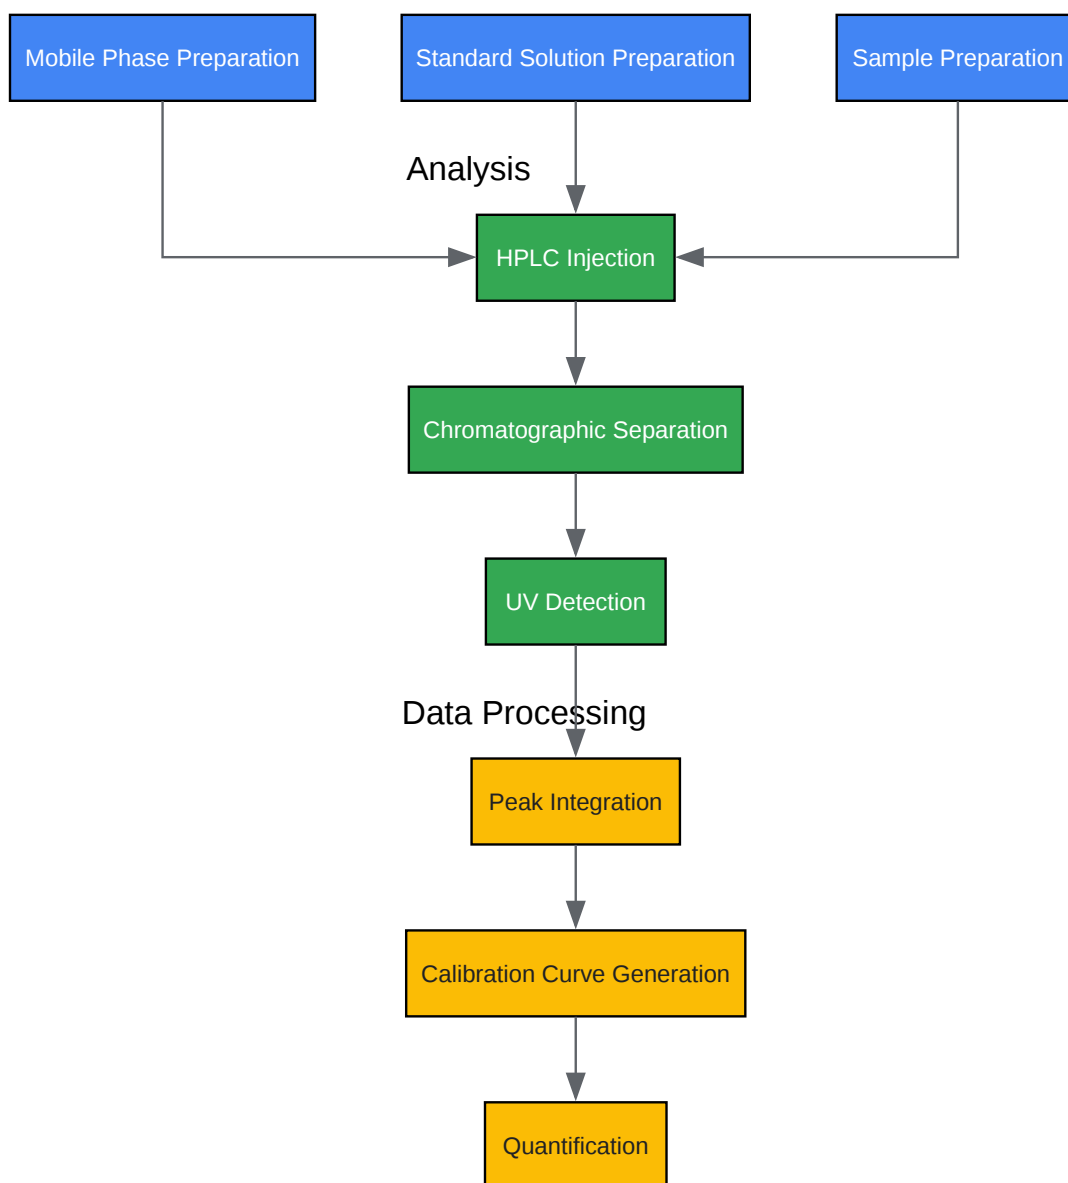 Mobile Phase Preparation
Standard Solution Preparation
Sample Preparation
Analysis
HPLC Injection
Chromatographic Separation
UV Detection
Data Processing
Peak Integration
Calibration Curve Generation
Quantification